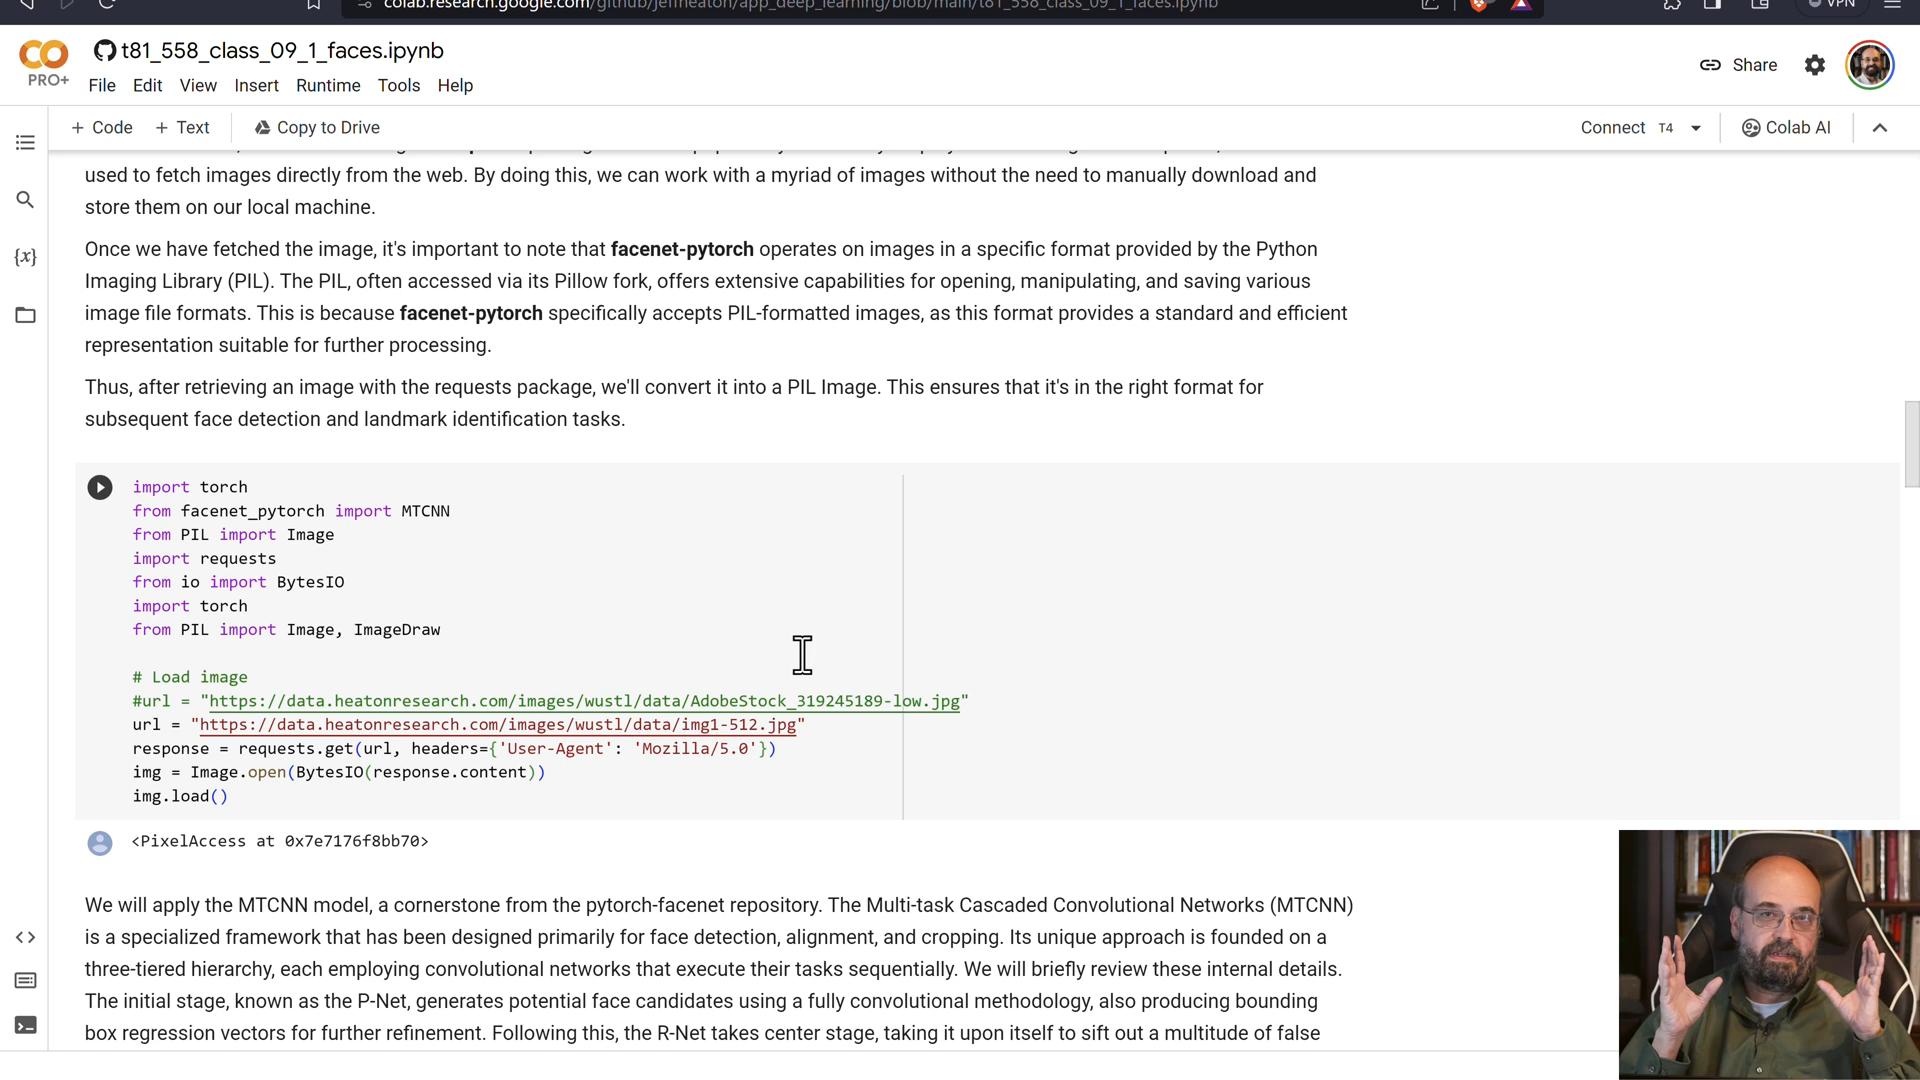 colab.research.google.com/github/jeffheaton/app_deep_learning/blob/main/t81_558_class_09_1_faces.ipynb
VPN
t81_558_class_09_1_faces.ipynb
PRO+
File Edit View Insert Runtime Tools Help
Share
+ Code + Text Copy to Drive
Connect T4
Colab AI
used to fetch images directly from the web. By doing this, we can work with a myriad of images without the need to manually download and
store them on our local machine.
Once we have fetched the image, it's important to note that facenet-pytorch operates on images in a specific format provided by the Python
Imaging Library (PIL). The PIL, often accessed via its Pillow fork, offers extensive capabilities for opening, manipulating, and saving various
image file formats. This is because facenet-pytorch specifically accepts PIL-formatted images, as this format provides a standard and efficient
representation suitable for further processing.
Thus, after retrieving an image with the requests package, we'll convert it into a PIL Image. This ensures that it's in the right format for
subsequent face detection and landmark identification tasks.
import torch
from facenet_pytorch import MTCNN
from PIL import Image
import requests
from io import BytesIO
import torch
from PIL import Image, ImageDraw
# Load image
#url = "https://data.heatonresearch.com/images/wustl/data/AdobeStock_319245189-low.jpg"
url = "https://data.heatonresearch.com/images/wustl/data/img1-512.jpg"
response = requests.get(url, headers={'User-Agent': 'Mozilla/5.0'})
img = Image.open(BytesIO(response.content))
img.load()
<PixelAccess at 0x7e7176f8bb70>
We will apply the MTCNN model, a cornerstone from the pytorch-facenet repository. The Multi-task Cascaded Convolutional Networks (MTCNN)
is a specialized framework that has been designed primarily for face detection, alignment, and cropping. Its unique approach is founded on a
three-tiered hierarchy, each employing convolutional networks that execute their tasks sequentially. We will briefly review these internal details.
The initial stage, known as the P-Net, generates potential face candidates using a fully convolutional methodology, also producing bounding
box regression vectors for further refinement. Following this, the R-Net takes center stage, taking it upon itself to sift out a multitude of false